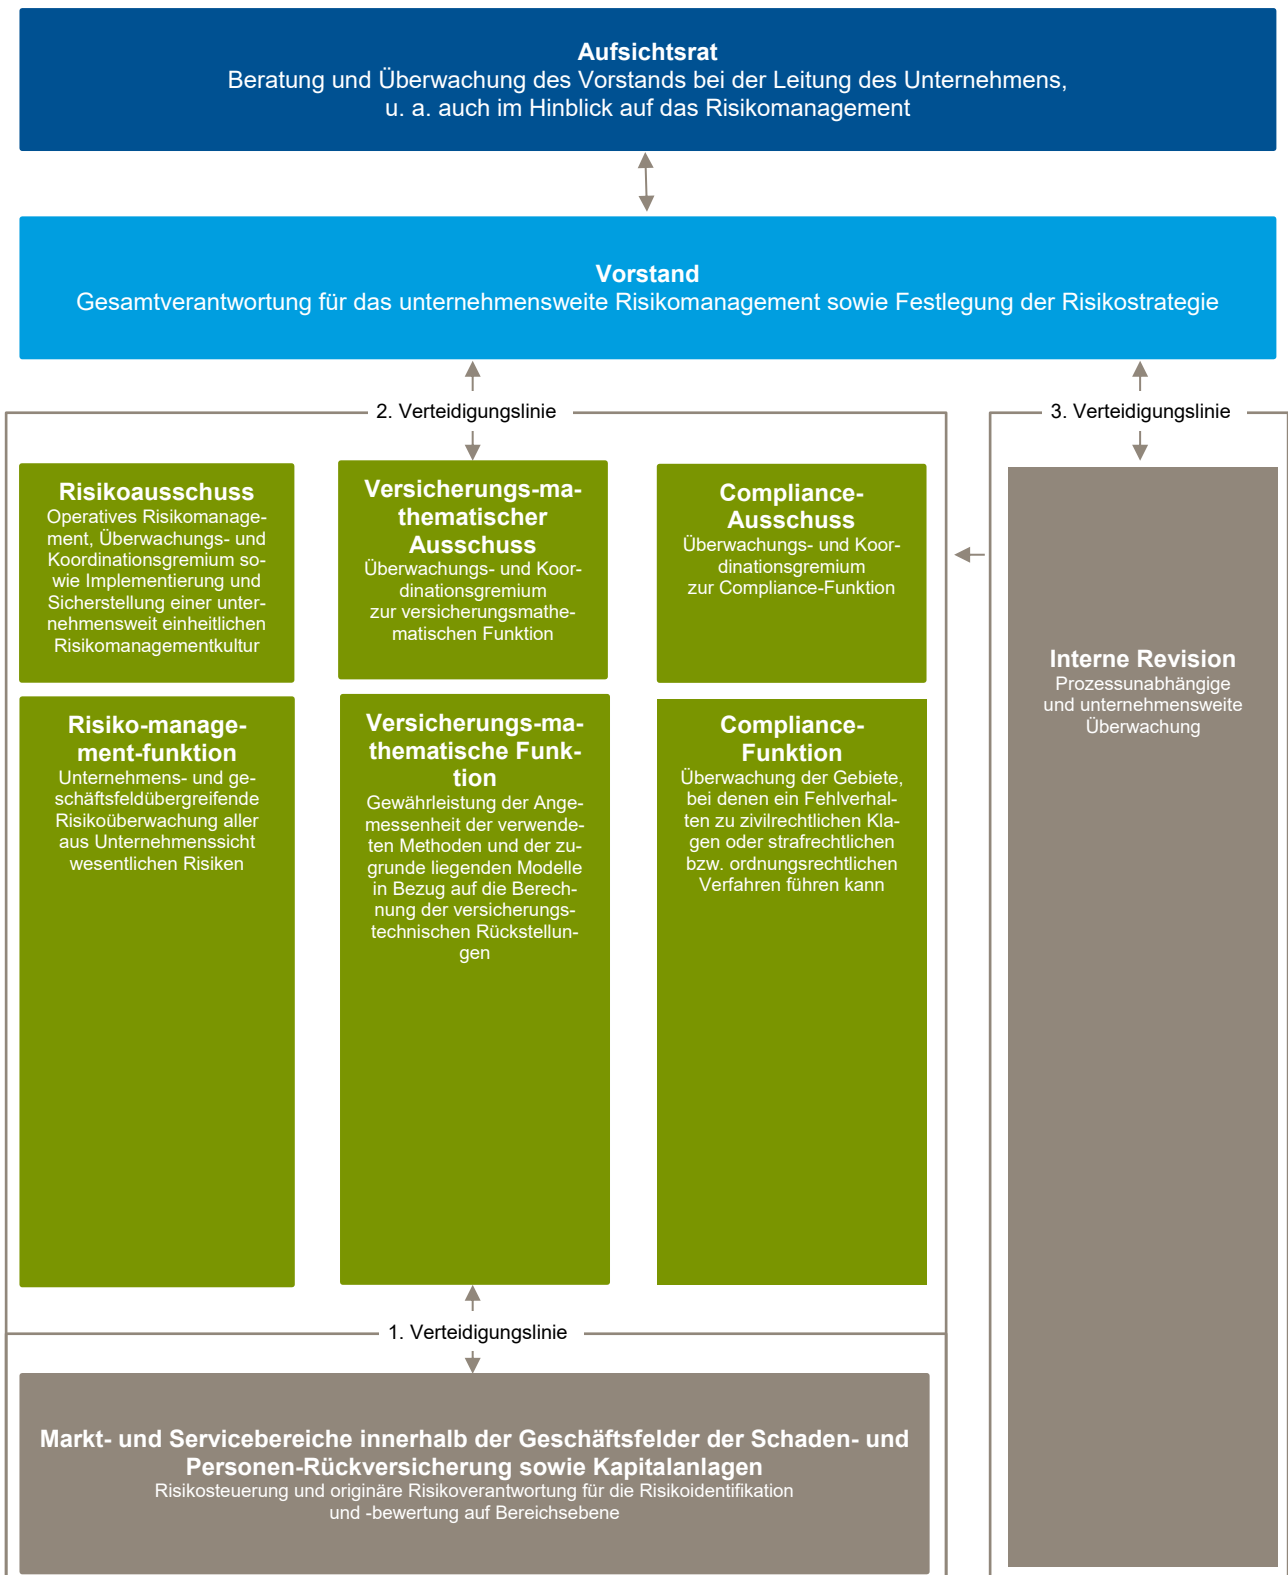 Aufsichtsrat
Beratung und Überwachung des Vorstands bei der Leitung des Unternehmens,
u. a. auch im Hinblick auf das Risikomanagement
Vorstand
Gesamtverantwortung für das unternehmensweite Risikomanagement sowie Festlegung der Risikostrategie
2. Verteidigungslinie
3. Verteidigungslinie
Risikoausschuss
Operatives Risikomanage-
ment, Überwachungs- und
Koordinationsgremium so-
wie Implementierung und
Sicherstellung einer unter-
nehmensweit einheitlichen
Risikomanagementkultur
Versicherungs-ma-
thematischer
Ausschuss
Überwachungs- und Koor-
dinationsgremium
zur versicherungsmathe-
matischen Funktion
Compliance-
Ausschuss
Überwachungs- und Koor-
dinationsgremium
zur Compliance-Funktion
Interne Revision
Prozessunabhängige
und unternehmensweite
Überwachung
Risiko-manage-
ment-funktion
Unternehmens- und ge-
schäftsfeldübergreifende
Risikoüberwachung aller
aus Unternehmenssicht
wesentlichen Risiken
Versicherungs-ma-
thematische Funk-
tion
Gewährleistung der Ange-
messenheit der verwende-
ten Methoden und der zu-
grunde liegenden Modelle
in Bezug auf die Berech-
nung der versicherungs-
technischen Rückstellun-
gen
Compliance-
Funktion
Überwachung der Gebiete,
bei denen ein Fehlverhal-
ten zu zivilrechtlichen Kla-
gen oder strafrechtlichen
bzw. ordnungsrechtlichen
Verfahren führen kann
1. Verteidigungslinie
Markt- und Servicebereiche innerhalb der Geschäftsfelder der Schaden- und
Personen-Rückversicherung sowie Kapitalanlagen
Risikosteuerung und originäre Risikoverantwortung für die Risikoidentifikation
und -bewertung auf Bereichsebene